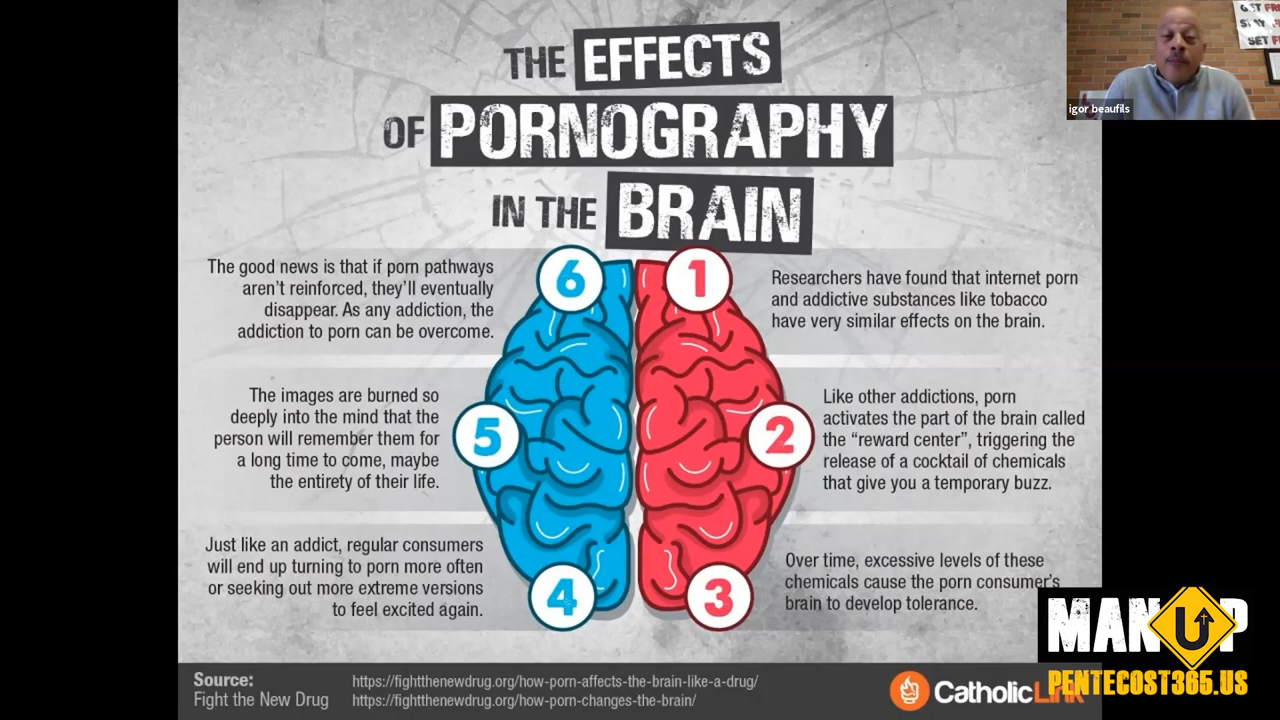 THE EFFECTS
OF PORNOGRAPHY
IN THE BRAIN
1
Researchers have found that internet porn
and addictive substances like tobacco
have very similar effects on the brain.
2
Like other addictions, porn
activates the part of the brain called
the “reward center”, triggering the
release of a cocktail of chemicals
that give you a temporary buzz.
3
Over time, excessive levels of these
chemicals cause the porn consumer's
brain to develop tolerance.
4
Just like an addict, regular consumers
will end up turning to porn more often
or seeking out more extreme versions
to feel excited again.
5
The images are burned so
deeply into the mind that the
person will remember them for
a long time to come, maybe
the entirety of their life.
6
The good news is that if porn pathways
aren't reinforced, they'll eventually
disappear. As any addiction, the
addiction to porn can be overcome.
Source:
Fight the New Drug
https://fightthenewdrug.org/how-porn-affects-the-brain-like-a-drug/
https://fightthenewdrug.org/how-porn-changes-the-brain/
CatholicLink
MAN UP
PENTECOST365.US
igor beaufils
SET